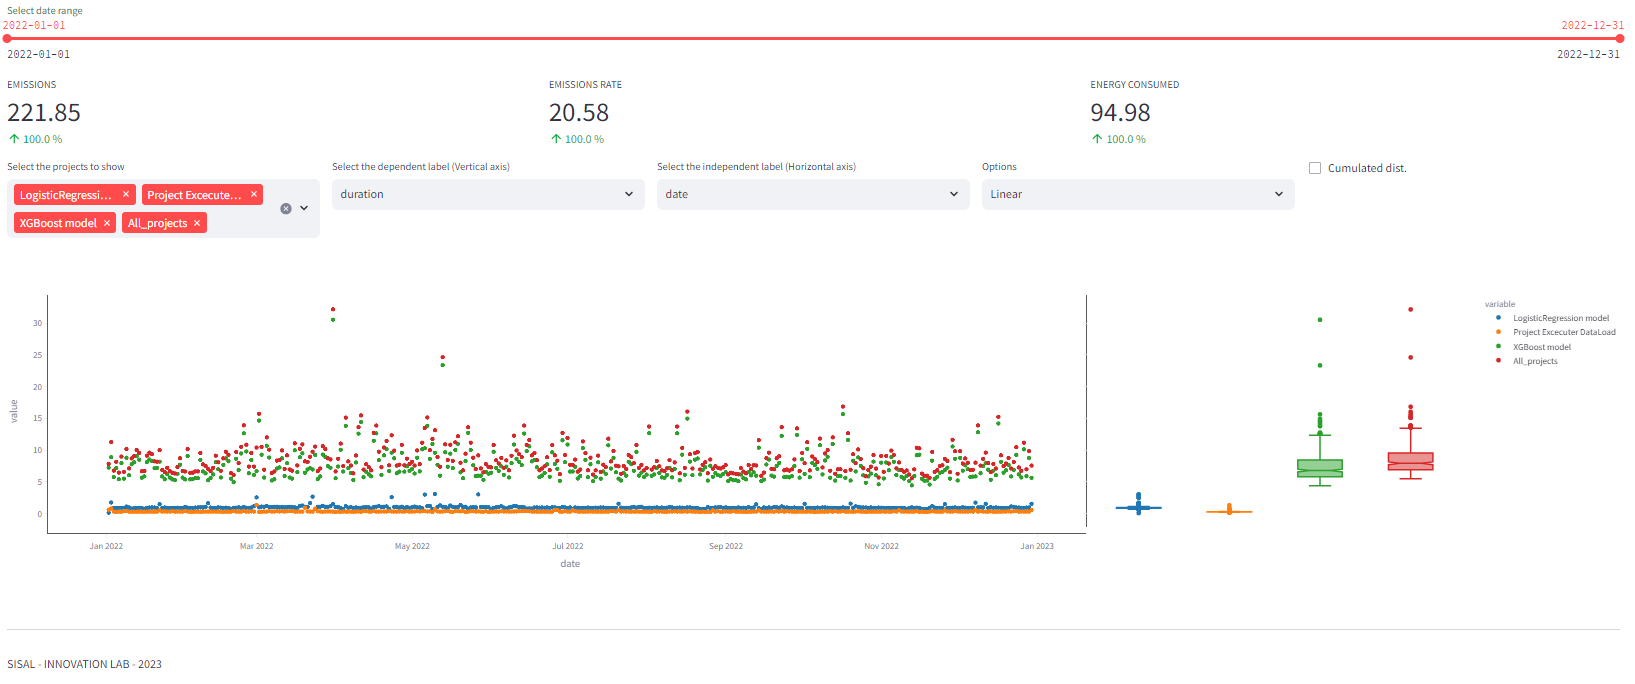 Select date range
2022-01-01 2022-12-31
2022-01-01 2022-12-31
EMISSIONS EMISSIONS RATE ENERGY CONSUMED
221.85 20.58 94.98
↑ 100.0 % ↑ 100.0 % ↑ 100.0 %
Select the projects to show Select the dependent label (Vertical axis) Select the independent label (Horizontal axis) Options
LogisticRegressi... × Project Excecute... × duration date Linear Cumulated dist.
XGBoost model × All_projects ×
variable
LogisticRegression model
Project Excecuter DataLoad
XGBoost model
All_projects
value
30
25
20
15
10
5
0
Jan 2022 Mar 2022 May 2022 Jul 2022 Sep 2022 Nov 2022 Jan 2023
date
SISAL - INNOVATION LAB - 2023